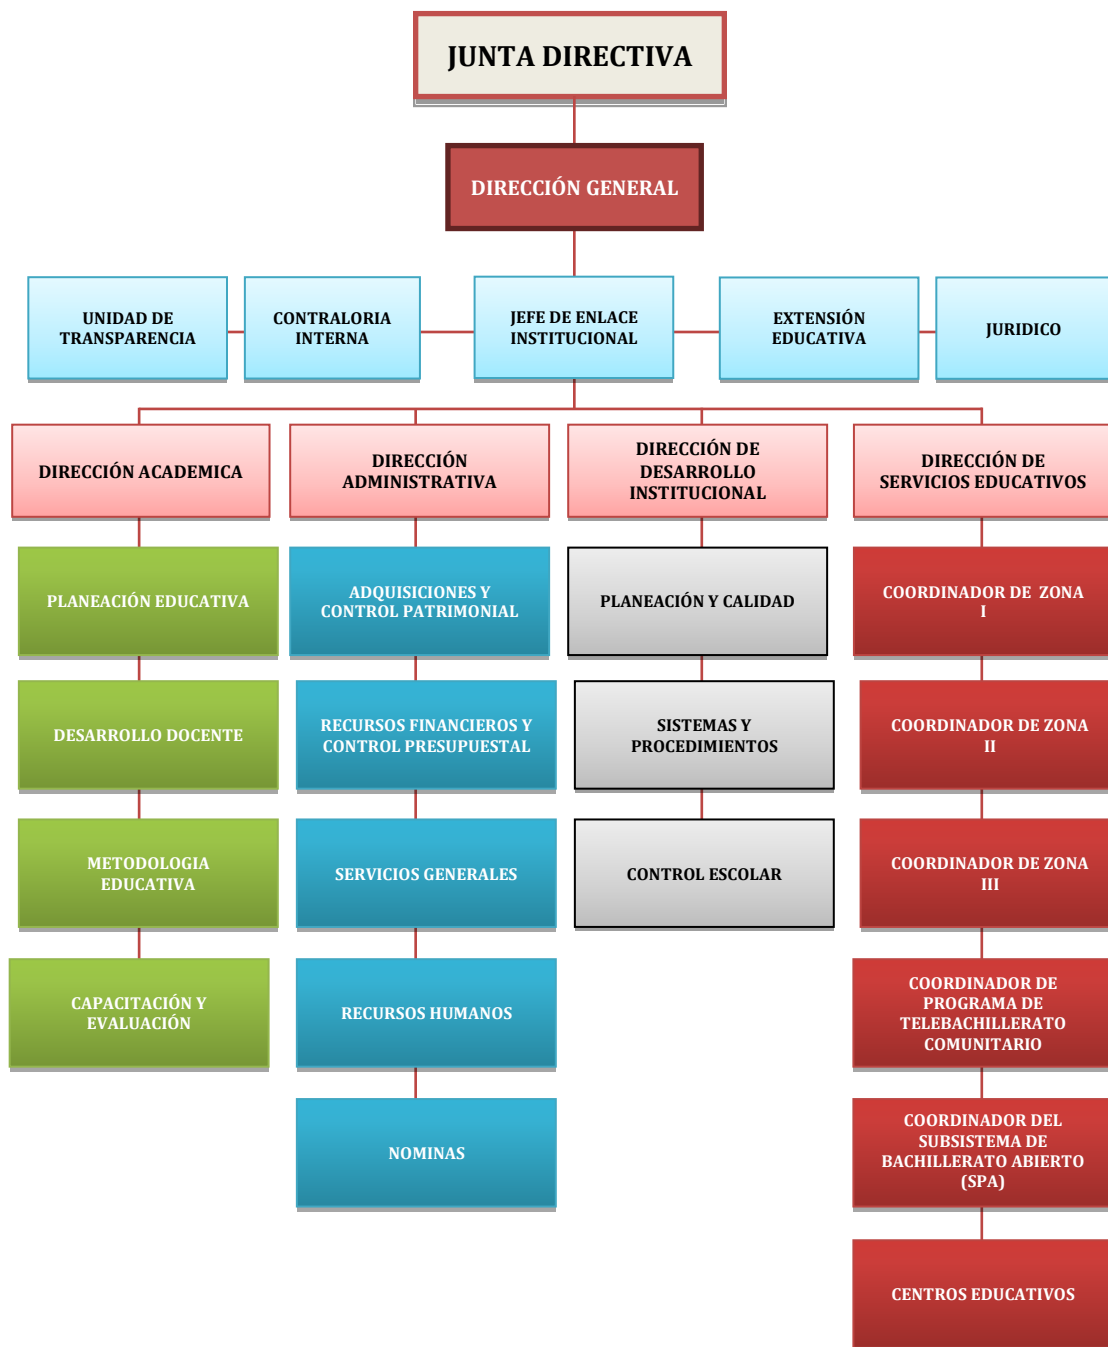 JUNTA DIRECTIVA
DIRECCIÓN GENERAL
UNIDAD DE
TRANSPARENCIA
CONTRALORIA
INTERNA
JEFE DE ENLACE
INSTITUCIONAL
EXTENSIÓN
EDUCATIVA
JURIDICO
DIRECCIÓN ACADEMICA
DIRECCIÓN
ADMINISTRATIVA
DIRECCIÓN DE
DESARROLLO
INSTITUCIONAL
DIRECCIÓN DE
SERVICIOS EDUCATIVOS
PLANEACIÓN EDUCATIVA
ADQUISICIONES Y
CONTROL PATRIMONIAL
PLANEACIÓN Y CALIDAD
COORDINADOR DE ZONA
I
DESARROLLO DOCENTE
RECURSOS FINANCIEROS Y
CONTROL PRESUPUESTAL
SISTEMAS Y
PROCEDIMIENTOS
COORDINADOR DE ZONA
II
METODOLOGIA
EDUCATIVA
SERVICIOS GENERALES
CONTROL ESCOLAR
COORDINADOR DE ZONA
III
CAPACITACIÓN Y
EVALUACIÓN
RECURSOS HUMANOS
COORDINADOR DE
PROGRAMA DE
TELEBACHILLERATO
COMUNITARIO
NOMINAS
COORDINADOR DEL
SUBSISTEMA DE
BACHILLERATO ABIERTO
(SPA)
CENTROS EDUCATIVOS